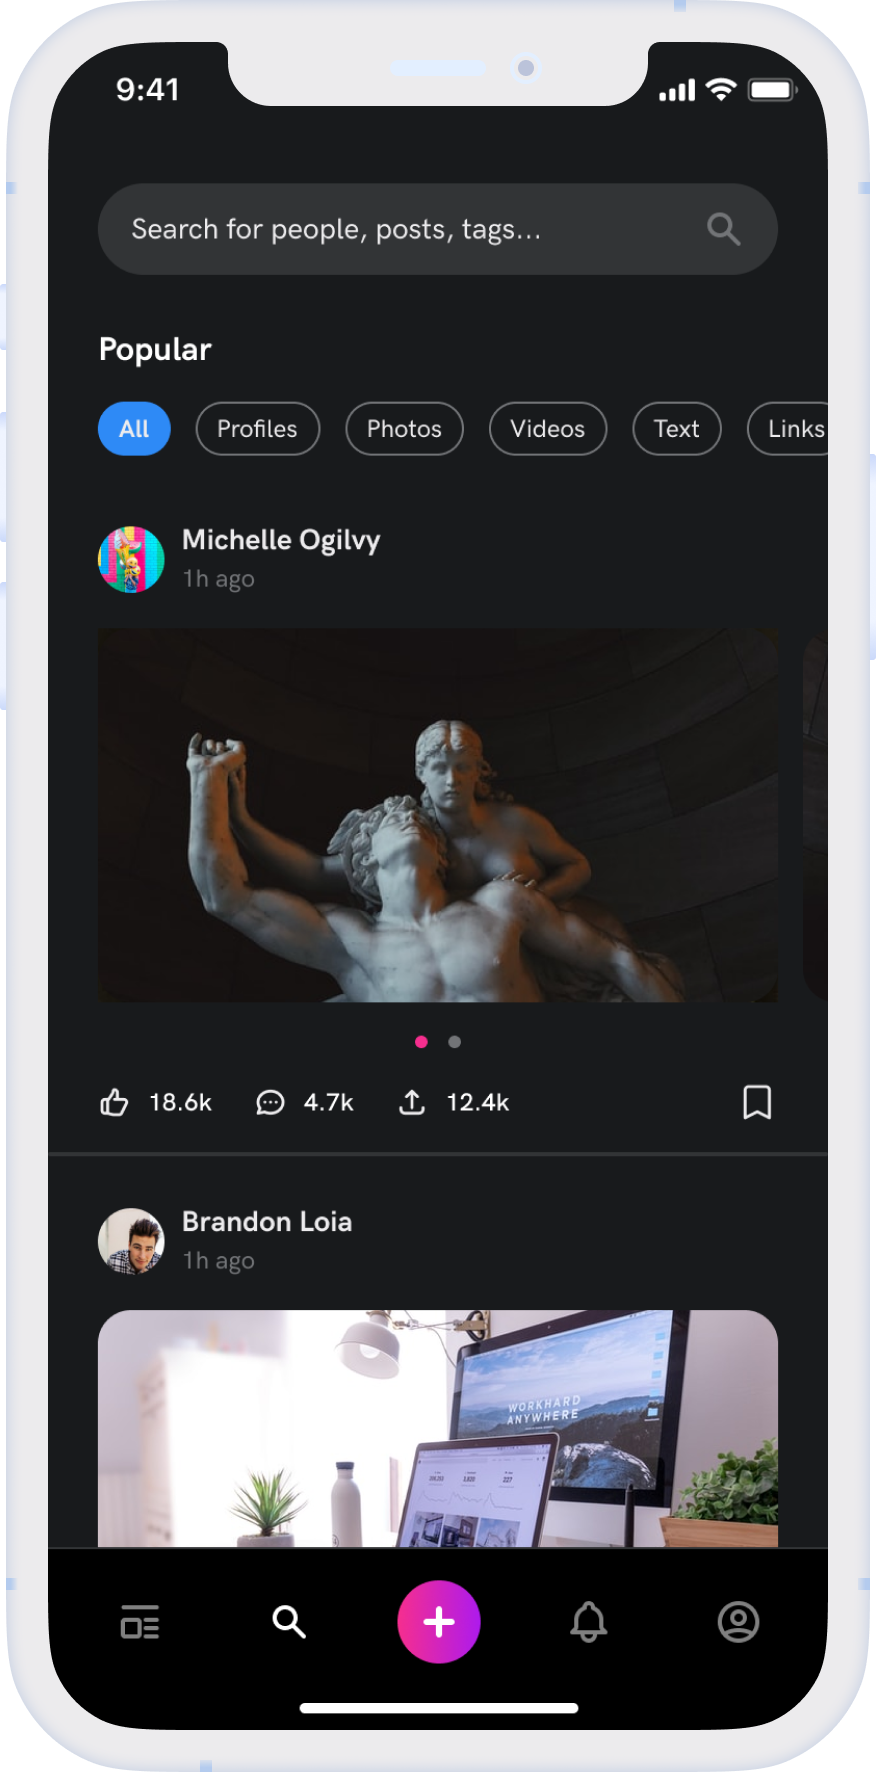 9:41
Search for people, posts, tags...
Popular
All Profiles Photos Videos Text Links
Michelle Ogilvy
1h ago
18.6k 4.7k 12.4k
Brandon Loia
1h ago
WORKHARD
ANYWHERE